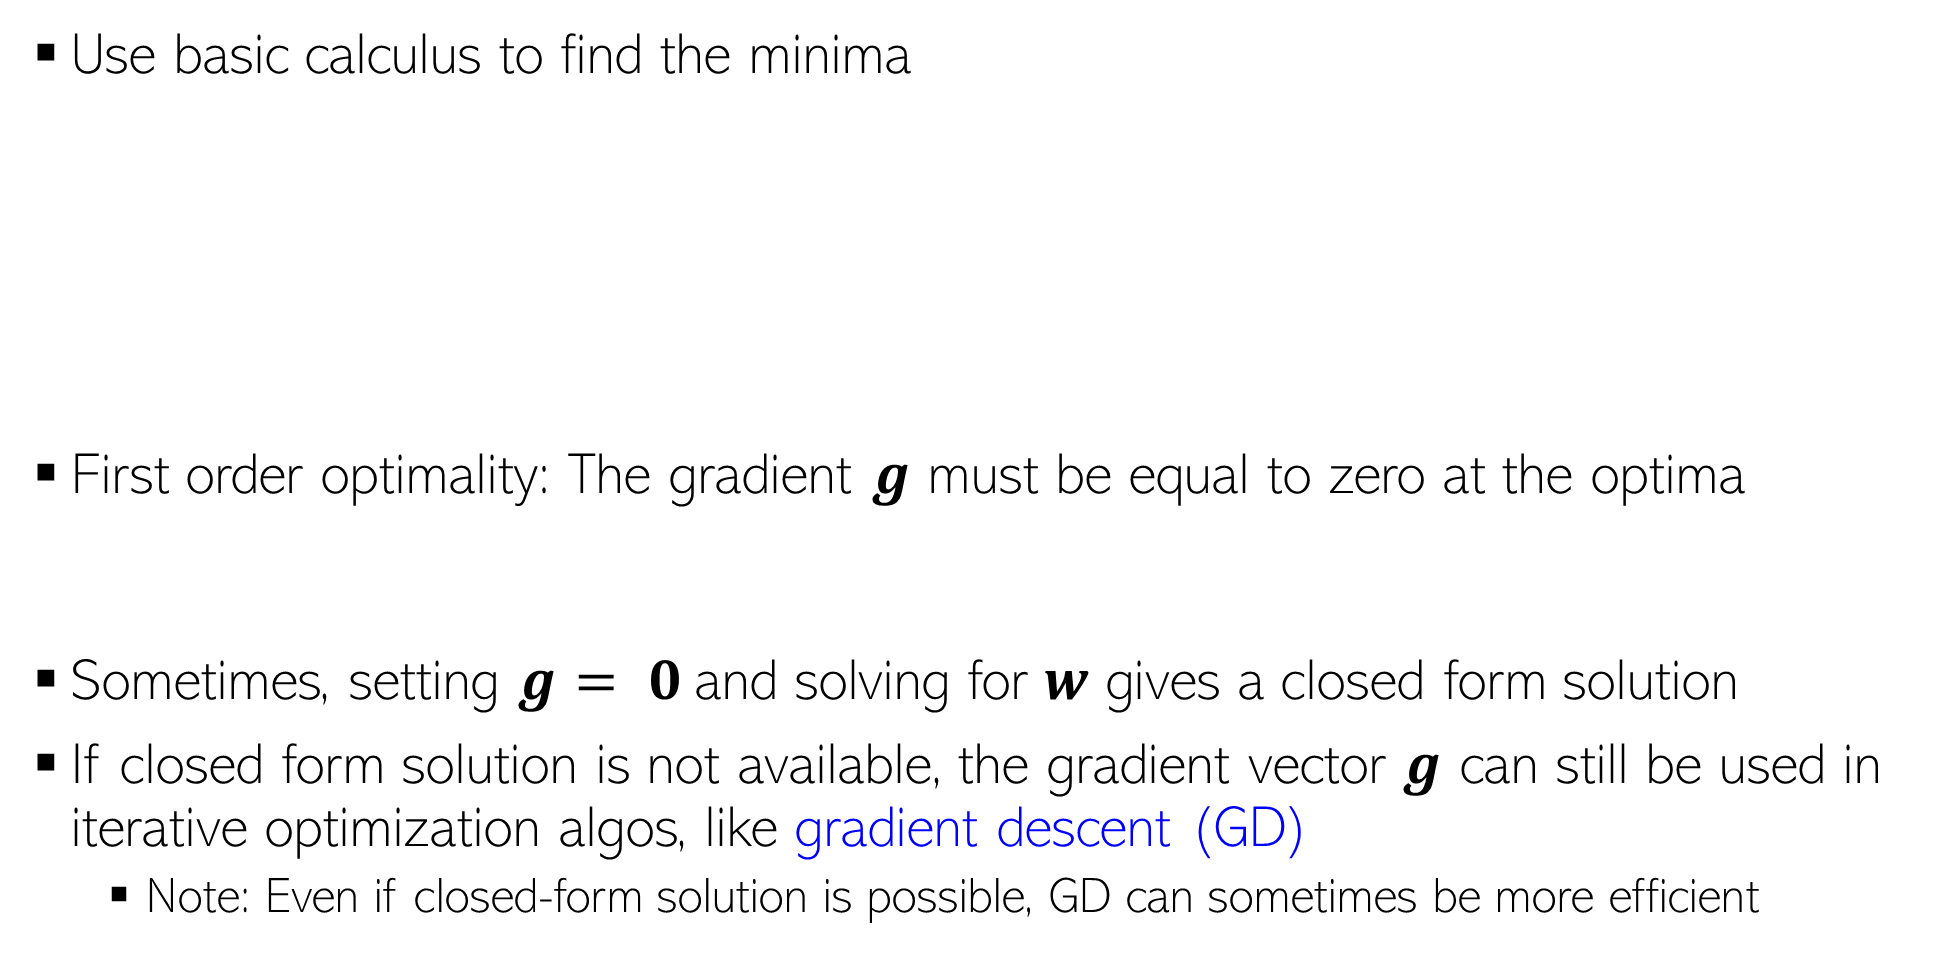 ▪ Use basic calculus to find the minima
▪ First order optimality: The gradient g must be equal to zero at the optima
▪ Sometimes, setting g = 0 and solving for w gives a closed form solution
▪ If closed form solution is not available, the gradient vector g can still be used in
iterative optimization algos, like gradient descent (GD)
▪ Note: Even if closed-form solution is possible, GD can sometimes be more efficient